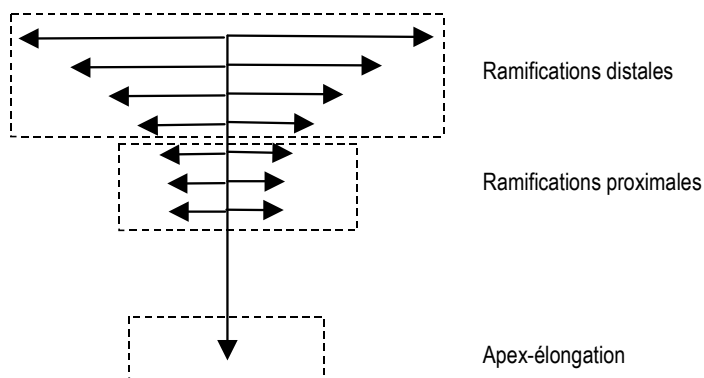 Ramifications distales
Ramifications proximales
Apex-élongation